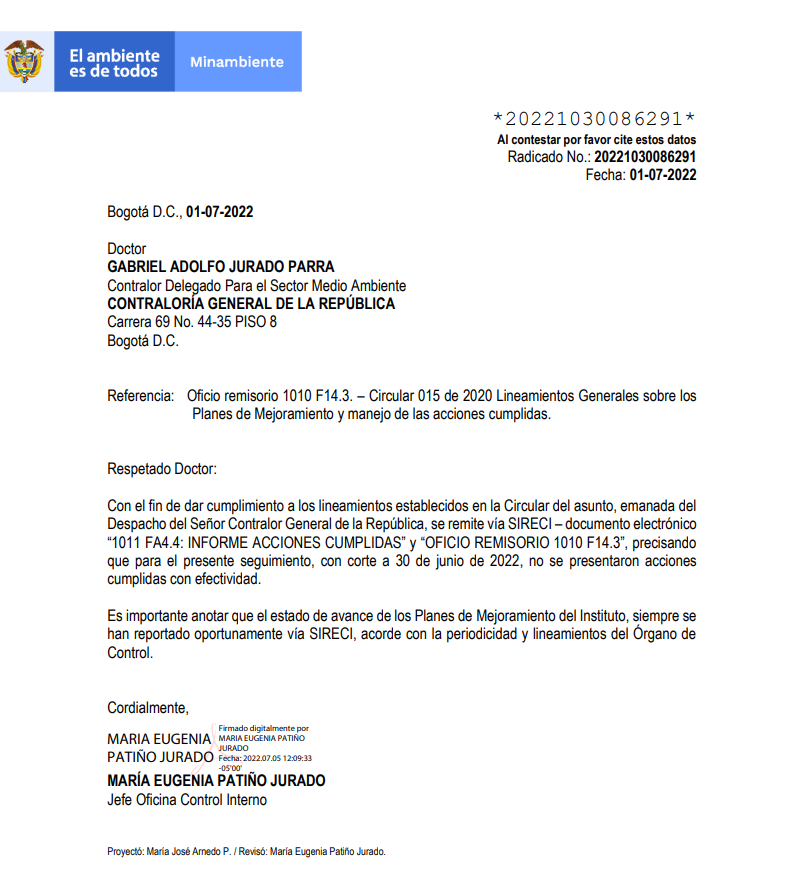 El ambiente
es de todos
Minambiente
*20221030086291*
Al contestar por favor cite estos datos
Radicado No.: 20221030086291
Fecha: 01-07-2022
Bogotá D.C., 01-07-2022
Doctor
GABRIEL ADOLFO JURADO PARRA
Contralor Delegado Para el Sector Medio Ambiente
CONTRALORÍA GENERAL DE LA REPÚBLICA
Carrera 69 No. 44-35 PISO 8
Bogotá D.C.
Referencia: Oficio remisorio 1010 F14.3. – Circular 015 de 2020 Lineamientos Generales sobre los
Planes de Mejoramiento y manejo de las acciones cumplidas.
Respetado Doctor:
Con el fin de dar cumplimiento a los lineamientos establecidos en la Circular del asunto, emanada del
Despacho del Señor Contralor General de la República, se remite vía SIRECI – documento electrónico
“1011 FA4.4: INFORME ACCIONES CUMPLIDAS” y “OFICIO REMISORIO 1010 F14.3”, precisando
que para el presente seguimiento, con corte a 30 de junio de 2022, no se presentaron acciones
cumplidas con efectividad.
Es importante anotar que el estado de avance de los Planes de Mejoramiento del Instituto, siempre se
han reportado oportunamente vía SIRECI, acorde con la periodicidad y lineamientos del Órgano de
Control.
Cordialmente,
MARIA EUGENIA
PATIÑO JURADO
Firmado digitalmente por
MARIA EUGENIA PATIÑO
JURADO
Fecha: 2022.07.05 12:09:33
-05'00'
MARÍA EUGENIA PATIÑO JURADO
Jefe Oficina Control Interno
Proyectó: María José Arnedo P. / Revisó: María Eugenia Patiño Jurado.